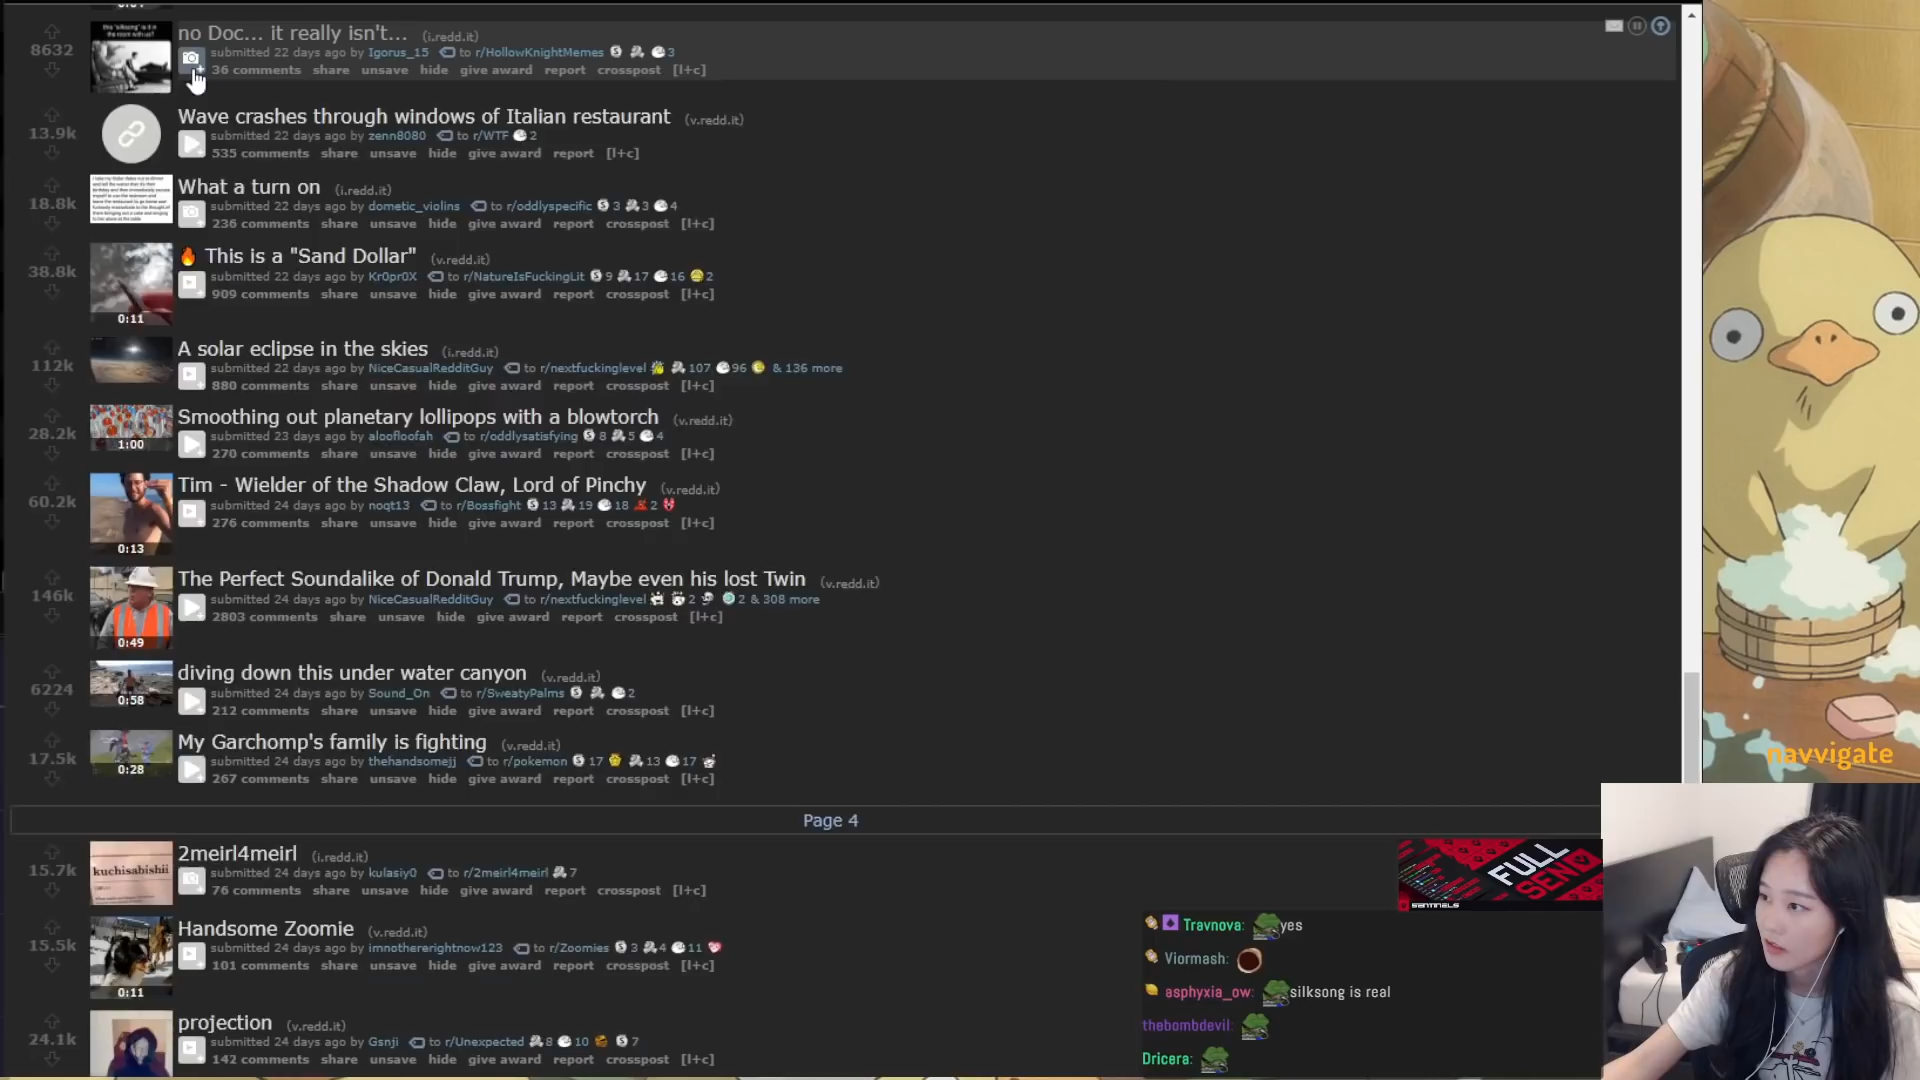 this "silksong" is it in
the room with us?
8632
no Doc... it really isn't... (i.redd.it)
submitted 22 days ago by Igorus_15 to r/HollowKnightMemes 3
36 comments share unsave hide give award report crosspost [l+c]
13.9k
Wave crashes through windows of Italian restaurant (v.redd.it)
submitted 22 days ago by zenn8080 to r/WTF 2
535 comments share unsave hide give award report [l+c]
18.8k
What a turn on (i.redd.it)
submitted 22 days ago by dometic_violins to r/oddlyspecific 3 3 4
236 comments share unsave hide give award report crosspost [l+c]
38.8k
🔥 This is a "Sand Dollar" (v.redd.it)
submitted 22 days ago by Kr0pr0X to r/NatureIsFuckingLit 9 17 16 2
909 comments share unsave hide give award report crosspost [l+c]
0:11
112k
A solar eclipse in the skies (i.redd.it)
submitted 22 days ago by NiceCasualRedditGuy to r/nextfuckinglevel 107 96 & 136 more
880 comments share unsave hide give award report crosspost [l+c]
28.2k
Smoothing out planetary lollipops with a blowtorch (v.redd.it)
submitted 23 days ago by aloofloofah to r/oddlysatisfying 8 5 4
1:00
270 comments share unsave hide give award report crosspost [l+c]
60.2k
Tim - Wielder of the Shadow Claw, Lord of Pinchy (v.redd.it)
submitted 24 days ago by noqt13 to r/Bossfight 13 19 18 2
276 comments share unsave hide give award report crosspost [l+c]
0:13
146k
The Perfect Soundalike of Donald Trump, Maybe even his lost Twin (v.redd.it)
submitted 24 days ago by NiceCasualRedditGuy to r/nextfuckinglevel 2 2 & 308 more
2803 comments share unsave hide give award report crosspost [l+c]
0:49
6224
diving down this under water canyon (v.redd.it)
submitted 24 days ago by Sound_On to r/SweatyPalms 2
0:58
212 comments share unsave hide give award report crosspost [l+c]
17.5k
My Garchomp's family is fighting (v.redd.it)
submitted 24 days ago by thehandsomejj to r/pokemon 17 13 17
0:28
267 comments share unsave hide give award report crosspost [l+c]
navvigate
Page 4
15.7k
2meirl4meirl (i.redd.it)
kuchisabishii
submitted 24 days ago by kulasiy0 to r/2meirl4meirl 7
76 comments share unsave hide give award report crosspost [l+c]
15.5k
Handsome Zoomie (v.redd.it)
submitted 24 days ago by imnothererightnow123 to r/Zoomies 3 4 11
101 comments share unsave hide give award report crosspost [l+c]
0:11
24.1k
projection (v.redd.it)
submitted 24 days ago by Gsnji to r/Unexpected 8 10 7
142 comments share unsave hide give award report crosspost [l+c]
FULL
SEND
SENTINELS
Travnova: yes
Viormash:
asphyxia_ow: silksong is real
thebombdevil:
Dricera: